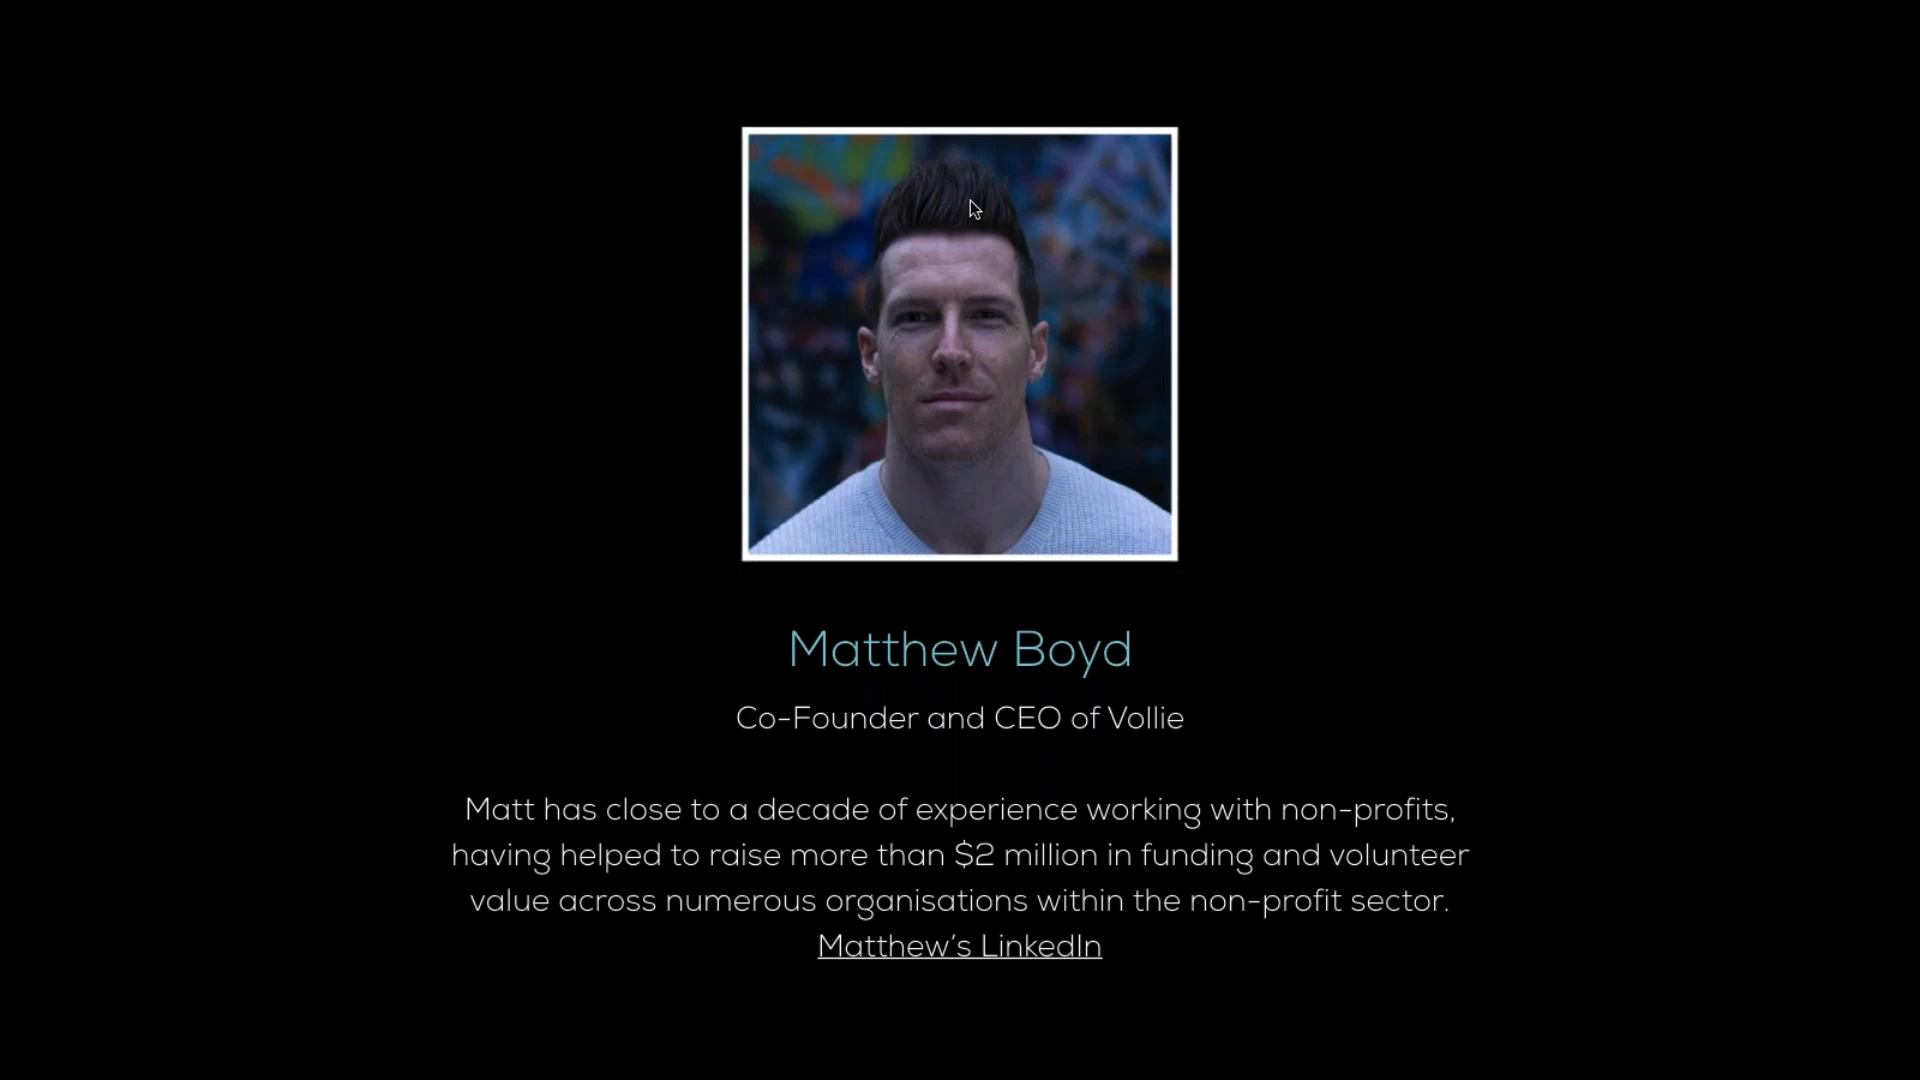 Matthew Boyd
Co-Founder and CEO of Vollie
Matt has close to a decade of experience working with non-profits,
having helped to raise more than $2 million in funding and volunteer
value across numerous organisations within the non-profit sector.
Matthew’s LinkedIn